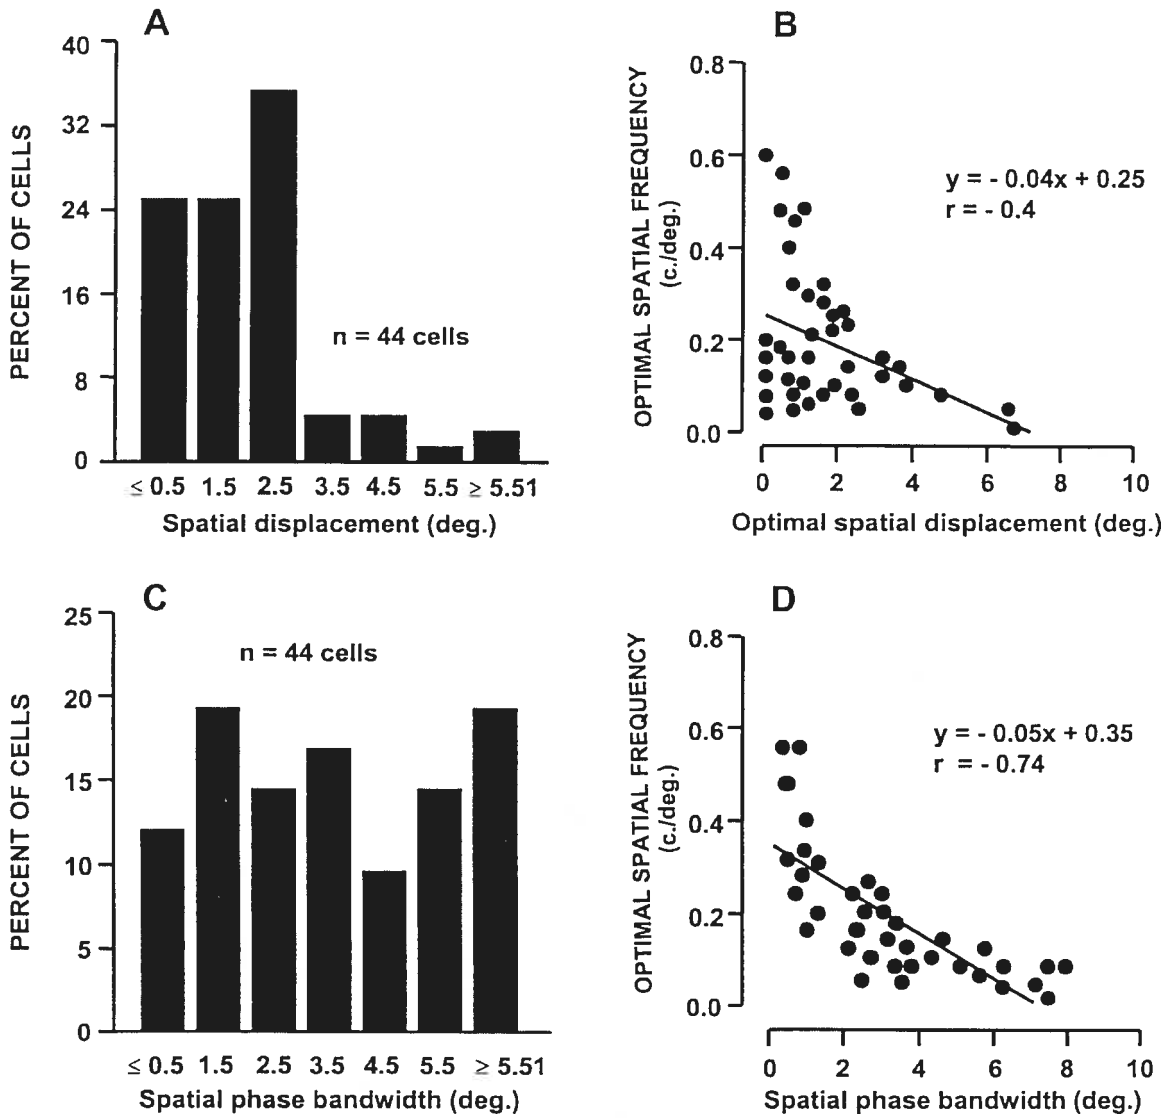 A
PERCENT OF CELLS
40
32
24
16
8
0
n = 44 cells
≤ 0.5 1.5 2.5 3.5 4.5 5.5 ≥ 5.51
Spatial displacement (deg.)
B
OPTIMAL SPATIAL FREQUENCY
(c./deg.)
0.8
0.6
0.4
0.2
0.0
y = - 0.04x + 0.25
r = - 0.4
0 2 4 6 8 10
Optimal spatial displacement (deg.)
C
PERCENT OF CELLS
25
20
15
10
5
0
n = 44 cells
≤ 0.5 1.5 2.5 3.5 4.5 5.5 ≥ 5.51
Spatial phase bandwidth (deg.)
D
OPTIMAL SPATIAL FREQUENCY
(c./deg.)
0.8
0.6
0.4
0.2
0.0
y = - 0.05x + 0.35
r = - 0.74
0 2 4 6 8 10
Spatial phase bandwidth (deg.)